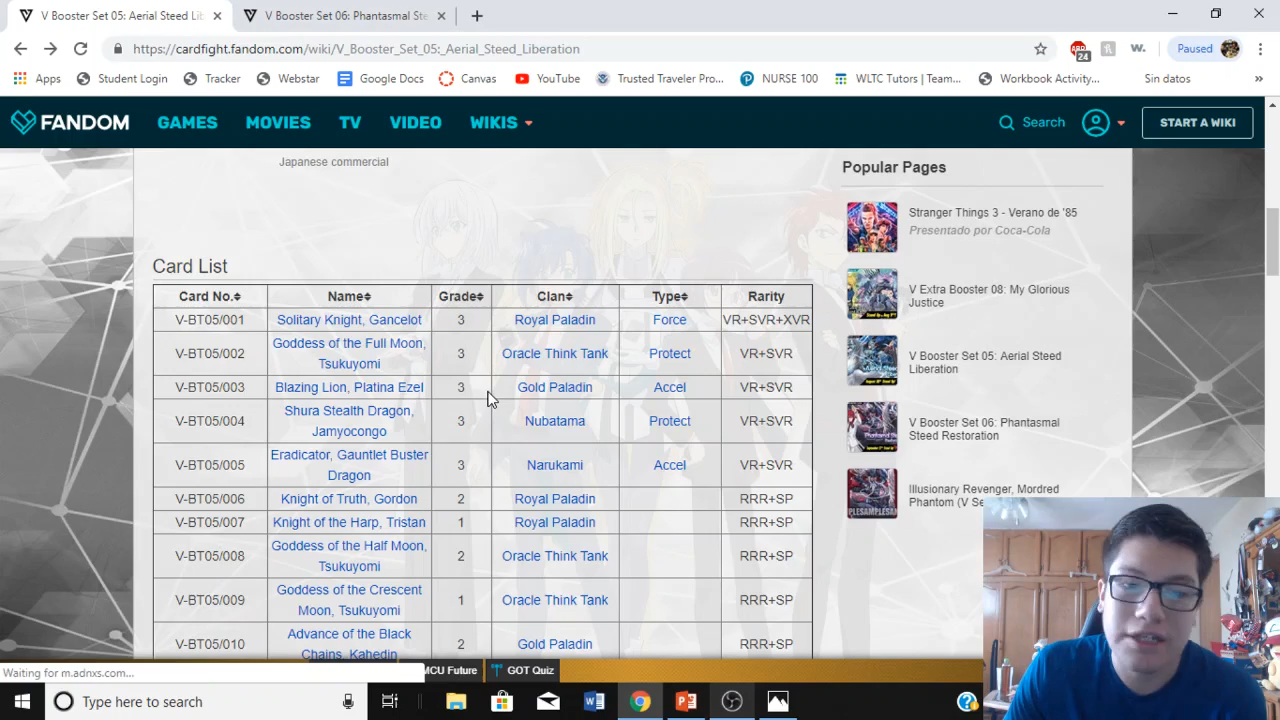 V Booster Set 05: Aerial Steed Lib
V Booster Set 06: Phantasmal Ste
https://cardfight.fandom.com/wiki/V_Booster_Set_05:_Aerial_Steed_Liberation
24
W.
Paused
Apps
Student Login
Tracker
Webstar
Google Docs
Canvas
YouTube
Trusted Traveler Pro...
NURSE 100
WLTC Tutors | Team...
Workbook Activity...
Sin datos
»
FANDOM
GAMES
MOVIES
TV
VIDEO
WIKIS
Search
START A WIKI
Japanese commercial
Card List
Card No. Name Grade Clan Type Rarity
V-BT05/001 Solitary Knight, Gancelot 3 Royal Paladin Force VR+SVR+XVR
V-BT05/002 Goddess of the Full Moon, 3 Oracle Think Tank Protect VR+SVR
Tsukuyomi
V-BT05/003 Blazing Lion, Platina Ezel 3 Gold Paladin Accel VR+SVR
V-BT05/004 Shura Stealth Dragon, 3 Nubatama Protect VR+SVR
Jamyocongo
V-BT05/005 Eradicator, Gauntlet Buster 3 Narukami Accel VR+SVR
Dragon
V-BT05/006 Knight of Truth, Gordon 2 Royal Paladin RRR+SP
V-BT05/007 Knight of the Harp, Tristan 1 Royal Paladin RRR+SP
V-BT05/008 Goddess of the Half Moon, 2 Oracle Think Tank RRR+SP
Tsukuyomi
V-BT05/009 Goddess of the Crescent 1 Oracle Think Tank RRR+SP
Moon, Tsukuyomi
V-BT05/010 Advance of the Black 2 Gold Paladin RRR+SP
Chains, Kahedin
Popular Pages
Stranger Things 3 - Verano de '85
Presentado por Coca-Cola
V Extra Booster 08: My Glorious
Justice
V Booster Set 05: Aerial Steed
Liberation
V Booster Set 06: Phantasmal
Steed Restoration
Illusionary Revenger, Mordred
Phantom (V Se
Waiting for m.adnxs.com...
MCU Future
GOT Quiz
Type here to search